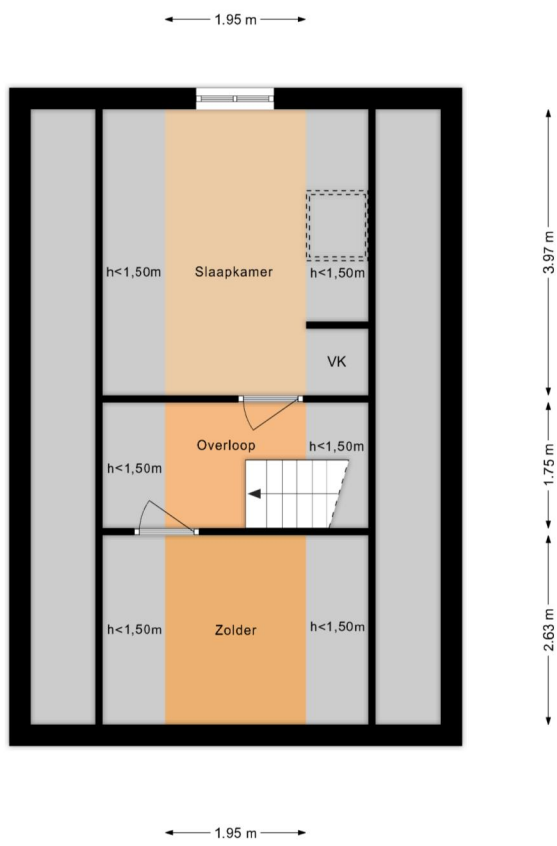 1.95 m
3.97 m
h<1,50m
Slaapkamer
h<1,50m
VK
Overloop
h<1,50m
h<1,50m
1.75 m
h<1,50m
Zolder
h<1,50m
2.63 m
1.95 m